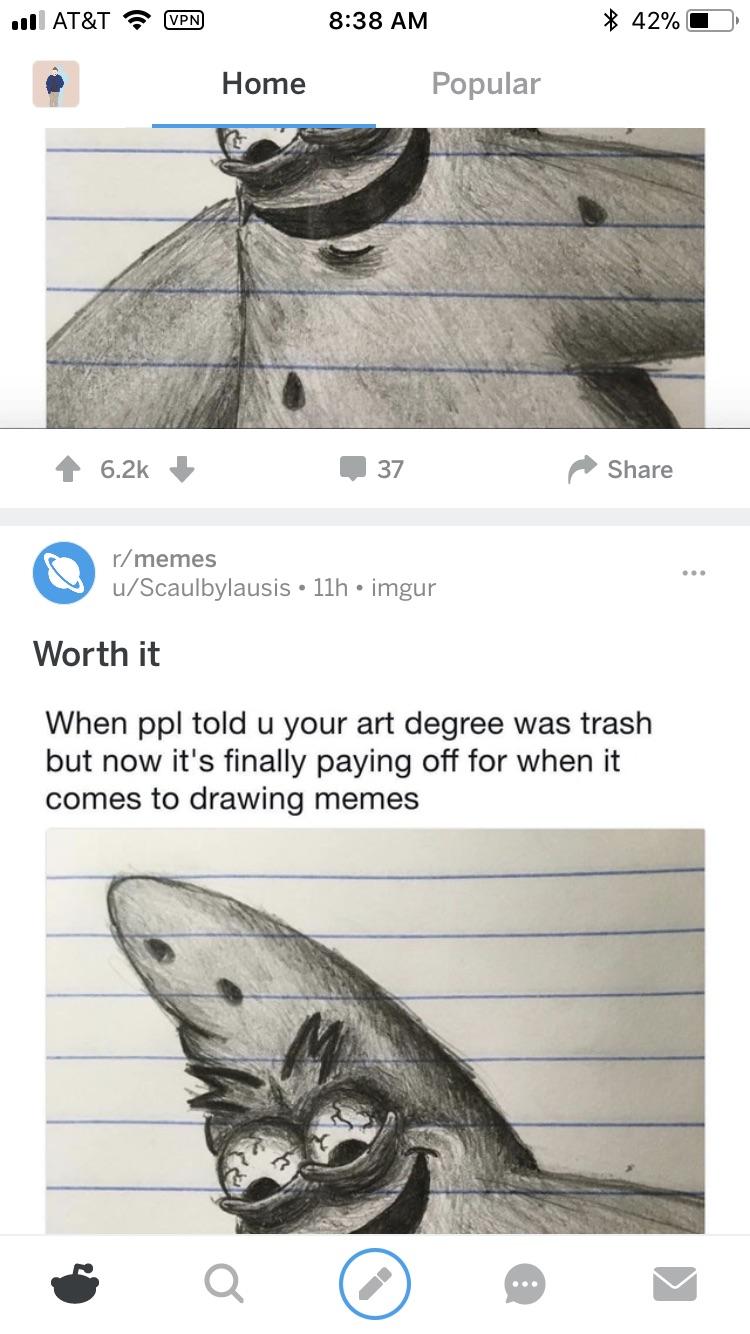 AT&T VPN 8:38 AM 42%
Home Popular
6.2k 37 Share
r/memes
u/Scaulbylausis • 11h • imgur
Worth it
When ppl told u your art degree was trash
but now it's finally paying off for when it
comes to drawing memes